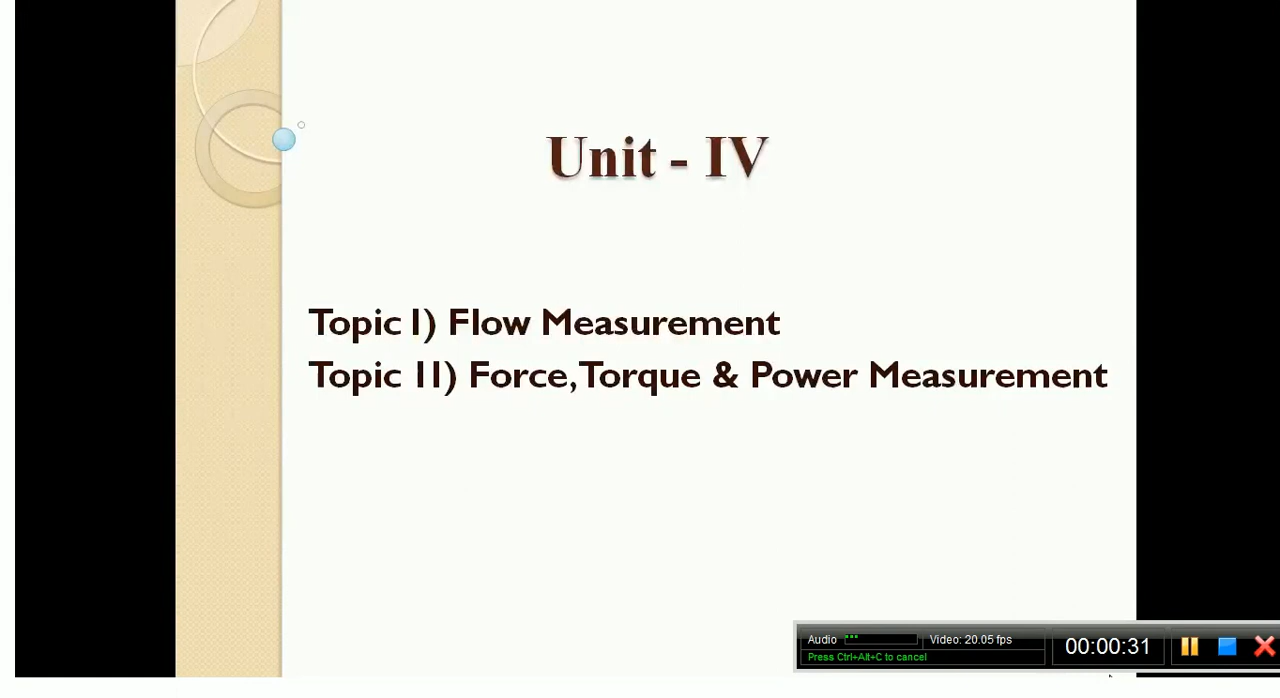 Unit - IV
Topic I) Flow Measurement
Topic II) Force, Torque & Power Measurement
Audio
Video: 20.05 fps
00:00:31
Press Ctrl+Alt+C to cancel